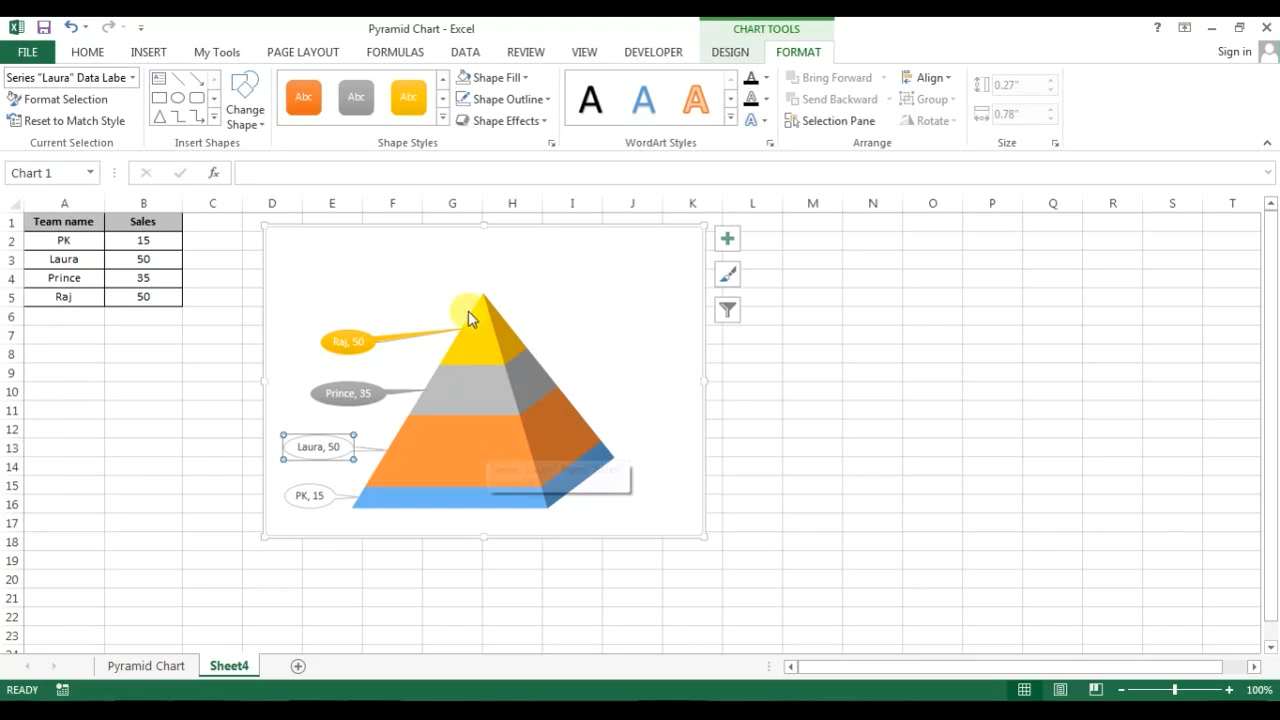 Pyramid Chart - Excel
CHART TOOLS
?
FILE HOME INSERT My Tools PAGE LAYOUT FORMULAS DATA REVIEW VIEW DEVELOPER DESIGN FORMAT Sign in
Series "Laura" Data Labe
Format Selection
Reset to Match Style
Current Selection
Change
Shape
Insert Shapes
Abc Abc Abc
Shape Fill
Shape Outline
Shape Effects
Shape Styles
A A A
WordArt Styles
Bring Forward
Send Backward
Selection Pane
Align
Group
Rotate
Arrange
0.27"
0.78"
Size
Chart 1 fx
A B C D E F G H I J K L M N O P Q R S T
1 Team name Sales
2 PK 15
3 Laura 50
4 Prince 35
5 Raj 50
6
7
8
9
10
11
12
13
14
15
16
17
18
19
20
21
22
23
Raj, 50
Prince, 35
Laura, 50
PK, 15
Pyramid Chart Sheet4
READY 100%